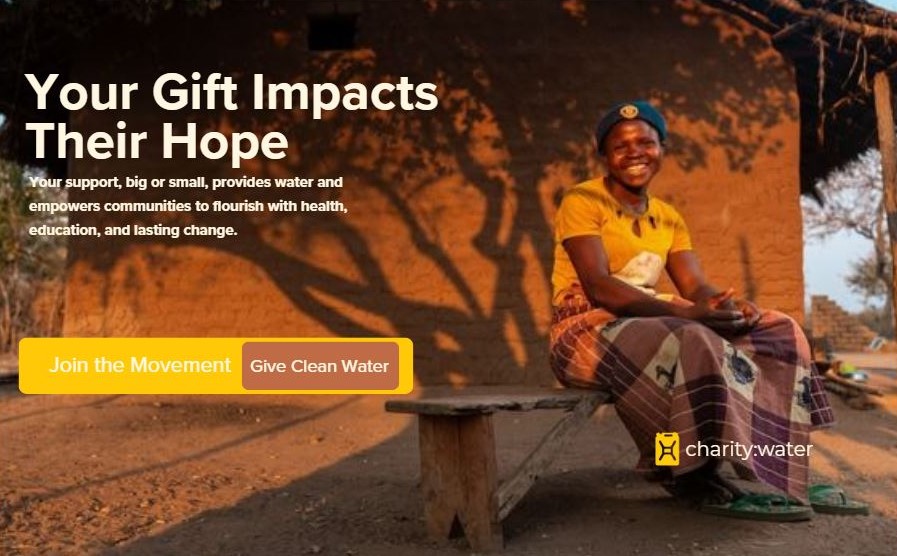 Your Gift Impacts
Their Hope
Your support, big or small, provides water and
empowers communities to flourish with health,
education, and lasting change.
Join the Movement
Give Clean Water
charity:water